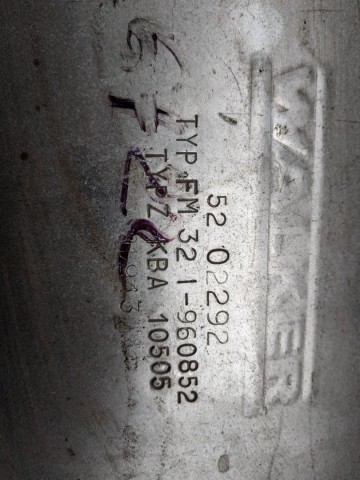 WALKER
52 02292
TYP FM 32 1-960852
TYPZ KBA 10505